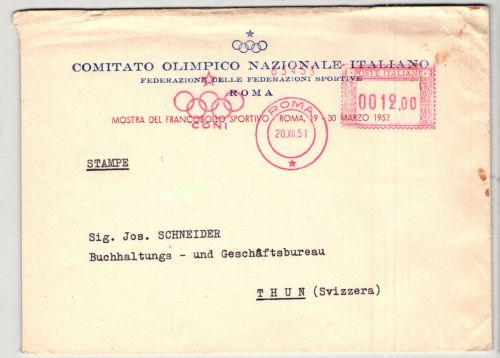 COMITATO OLIMPICO NAZIONALE ITALIANO
FEDERAZIONE DELLE FEDERAZIONI SPORTIVE
ROMA
CONI
MOSTRA DEL FRANCOBOLLO SPORTIVO ROMA, 19 - 30 MARZO 1952
ROMA
20.XII.51
POSTE ITALIANE
0012,00
STAMPE
Sig. Jos. SCHNEIDER
Buchhaltungs - und Geschäftsbureau
THUN (Svizzera)